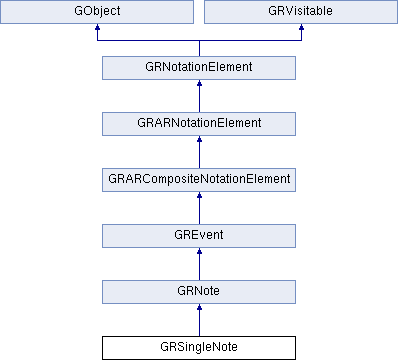 GObject
GRVisitable
GRNotationElement
GRARNotationElement
GRARCompositeNotationElement
GREvent
GRNote
GRSingleNote